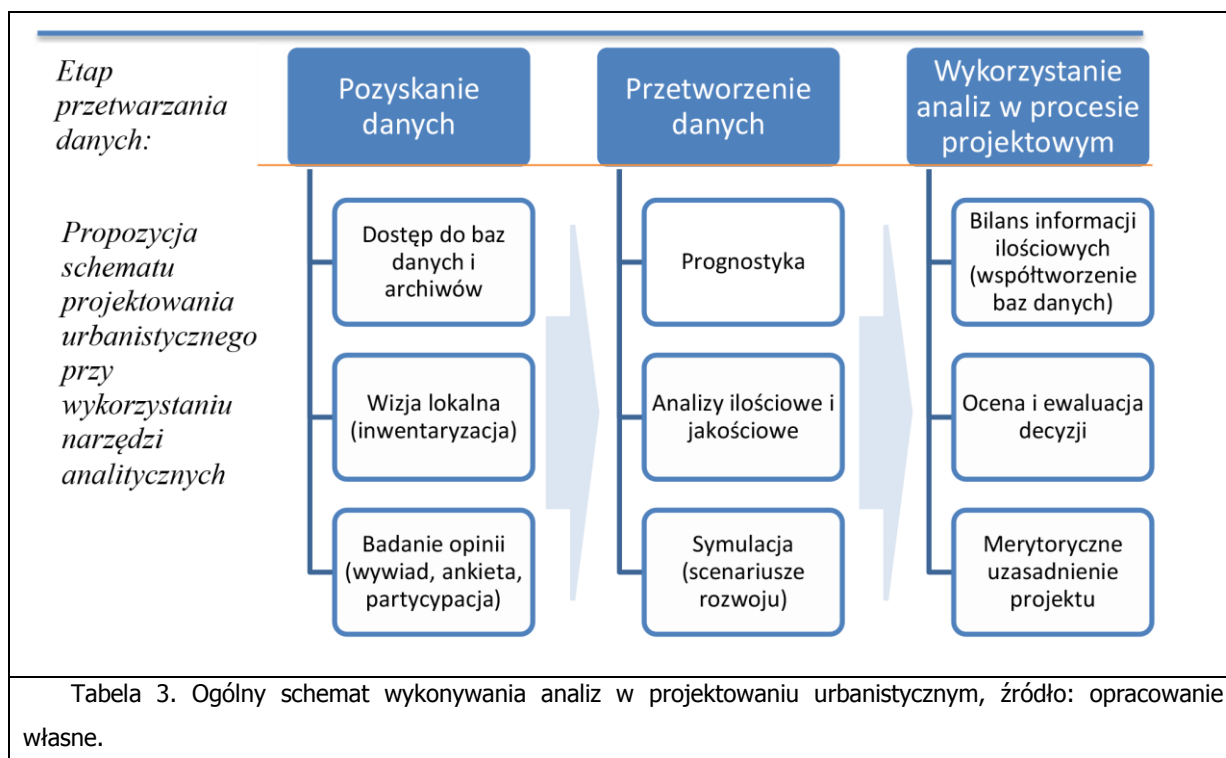 Etap
przetwarzania
danych:
Pozyskanie
danych
Przetworzenie
danych
Wykorzystanie
analiz w procesie
projektowym
Propozycja
schematu
projektowania
urbanistycznego
przy
wykorzystaniu
narzędzi
analitycznych
Dostęp do baz
danych i
archiwów
Wizja lokalna
(inwentaryzacja)
Badanie opinii
(wywiad, ankieta,
partycypacja)
Prognostyka
Analizy ilościowe i
jakościowe
Symulacja
(scenariusze
rozwoju)
Bilans informacji
ilościowych
(współtworzenie
baz danych)
Ocena i ewaluacja
decyzji
Merytoryczne
uzasadnienie
projektu
Tabela 3. Ogólny schemat wykonywania analiz w projektowaniu urbanistycznym, źródło: opracowanie
własne.